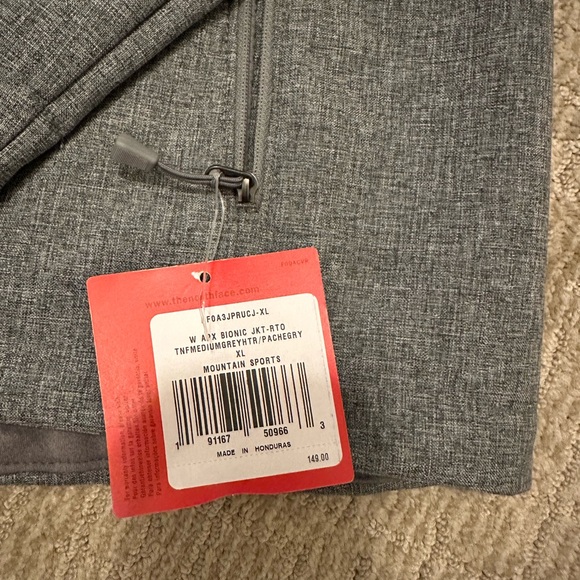 www.thenorthface.com
F0A3JPRUCJ-XL
W APX BIONIC JKT-RTO
TNFMEDIUMGREYHTR/PACHEGRY
XL
MOUNTAIN SPORTS
1 91167 50966 3
MADE IN HONDURAS
149.00